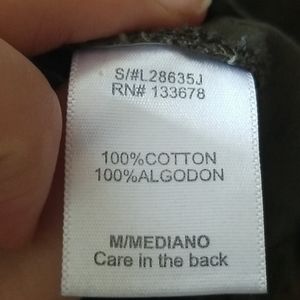 S/#L28635J
RN# 133678
100%COTTON
100%ALGODON
M/MEDIANO
Care in the back